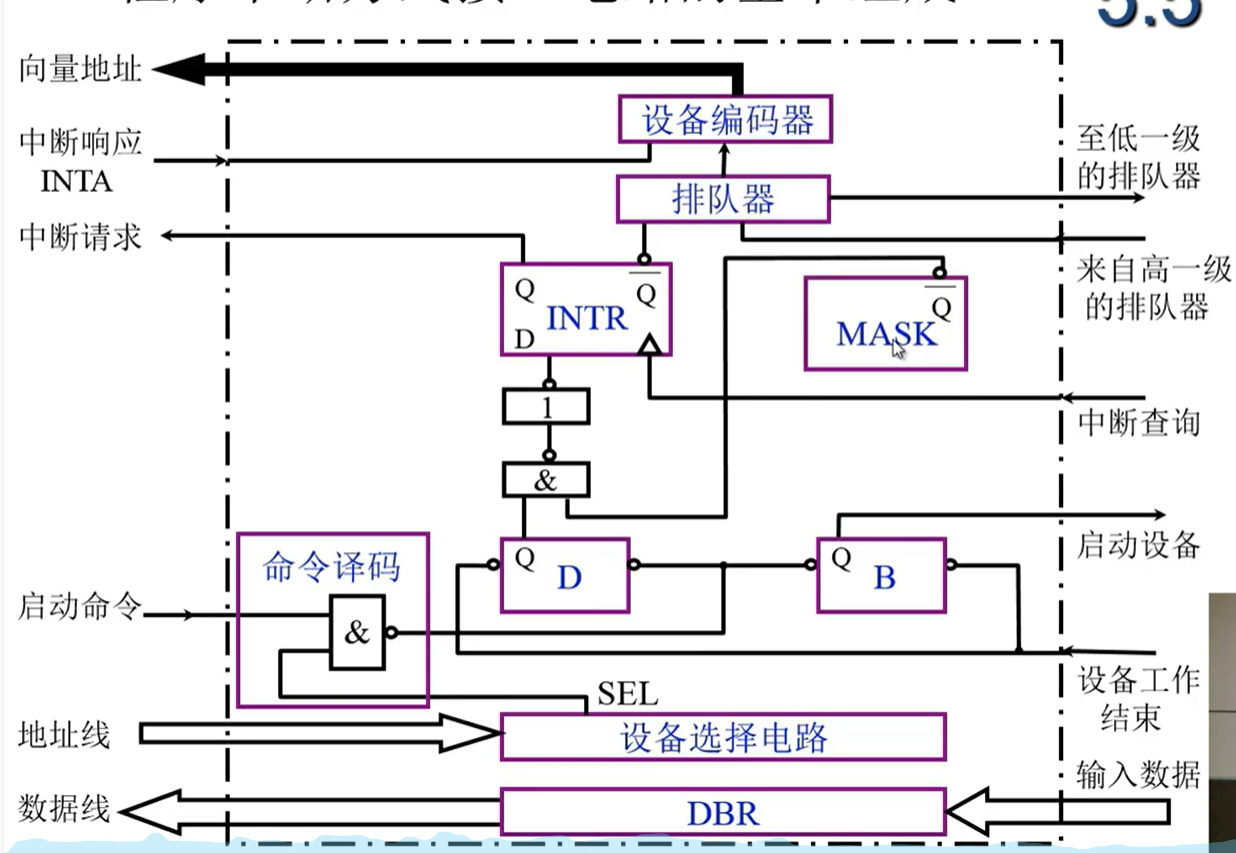 5.5
向量地址
设备编码器
中断响应
INTA
至低一级
的排队器
排队器
中断请求
来自高一级
的排队器
Q
Q
INTR
D
Q
MASK
1
中断查询
&
启动设备
命令译码
Q
D
Q
B
启动命令
&
设备工作
结束
SEL
地址线
设备选择电路
输入数据
数据线
DBR